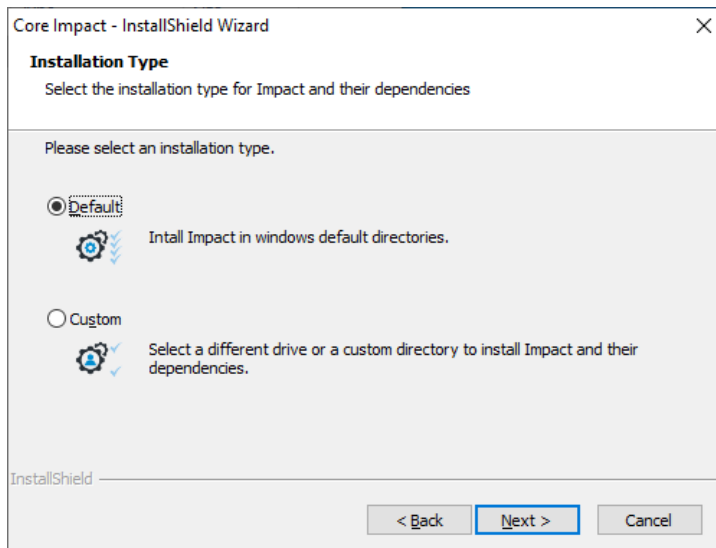 Core Impact - InstallShield Wizard
Installation Type
Select the installation type for Impact and their dependencies
Please select an installation type.
Default
Intall Impact in windows default directories.
Custom
Select a different drive or a custom directory to install Impact and their
dependencies.
InstallShield
< Back
Next >
Cancel